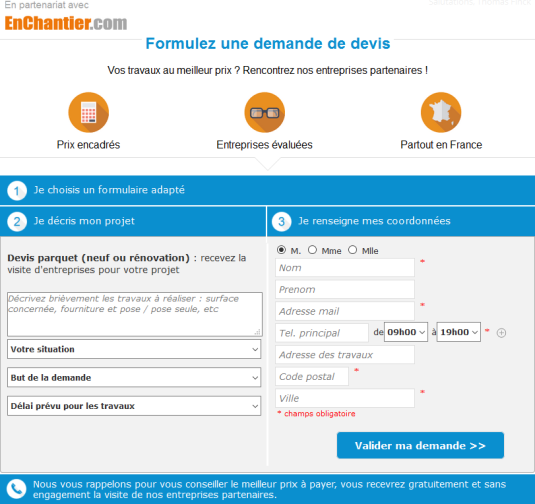 En partenariat avec
EnChantier.com
Formulez une demande de devis
Vos travaux au meilleur prix ? Rencontrez nos entreprises partenaires !
Prix encadrés
Entreprises évaluées
Partout en France
1 Je choisis un formulaire adapté
2 Je décris mon projet
Devis parquet (neuf ou rénovation) : recevez la
visite d'entreprises pour votre projet
Décrivez brièvement les travaux à réaliser : surface
concernée, fourniture et pose / pose seule, etc
Votre situation
But de la demande
Délai prévu pour les travaux
3 Je renseigne mes coordonnées
M. Mme Mlle
Nom *
Prenom
Adresse mail *
Tel. principal de 09h00 à 19h00 *
Adresse des travaux
Code postal *
Ville *
* champs obligatoire
Valider ma demande >>
Nous vous rappelons pour vous conseiller le meilleur prix à payer, vous recevrez gratuitement et sans
engagement la visite de nos entreprises partenaires.